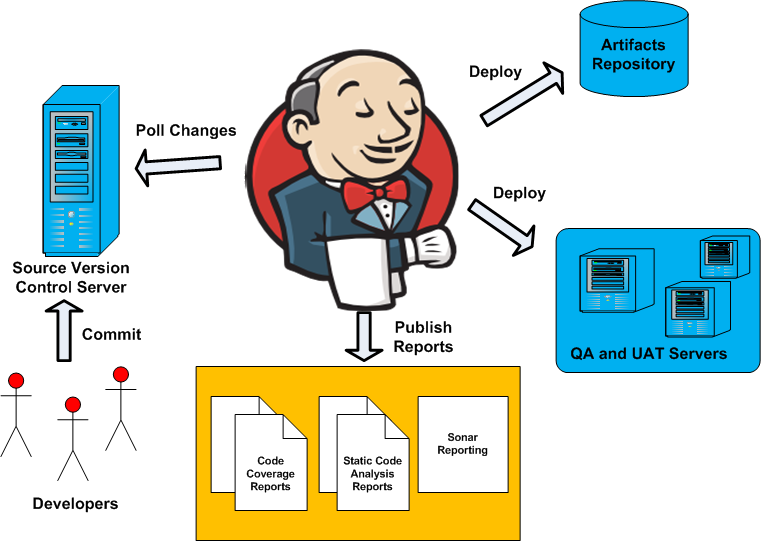 Artifacts
Repository
Deploy
Poll Changes
Deploy
Source Version
Control Server
Commit
Publish
Reports
QA and UAT Servers
Code
Coverage
Reports
Static Code
Analysis
Reports
Sonar
Reporting
Developers